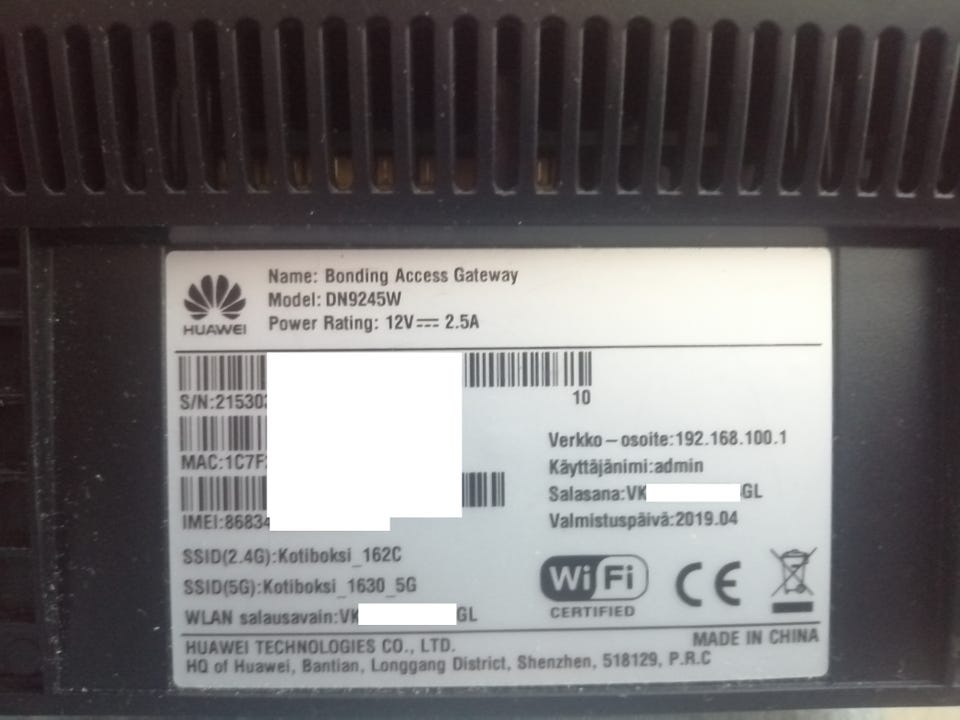 HUAWEI
Name: Bonding Access Gateway
Model: DN9245W
Power Rating: 12V⎓ 2.5A
S/N:21530
10
MAC:1C7F
IMEI:86834
Verkko–osoite:192.168.100.1
Käyttäjänimi:admin
Salasana:VK GL
Valmistuspäivä:2019.04
SSID(2.4G):Kotiboksi_162C
SSID(5G):Kotiboksi_1630_5G
WLAN salausavain:VK GL
Wi Fi
CERTIFIED
CE
HUAWEI TECHNOLOGIES CO., LTD.
MADE IN CHINA
HQ of Huawei, Bantian, Longgang District, Shenzhen, 518129, P.R.C